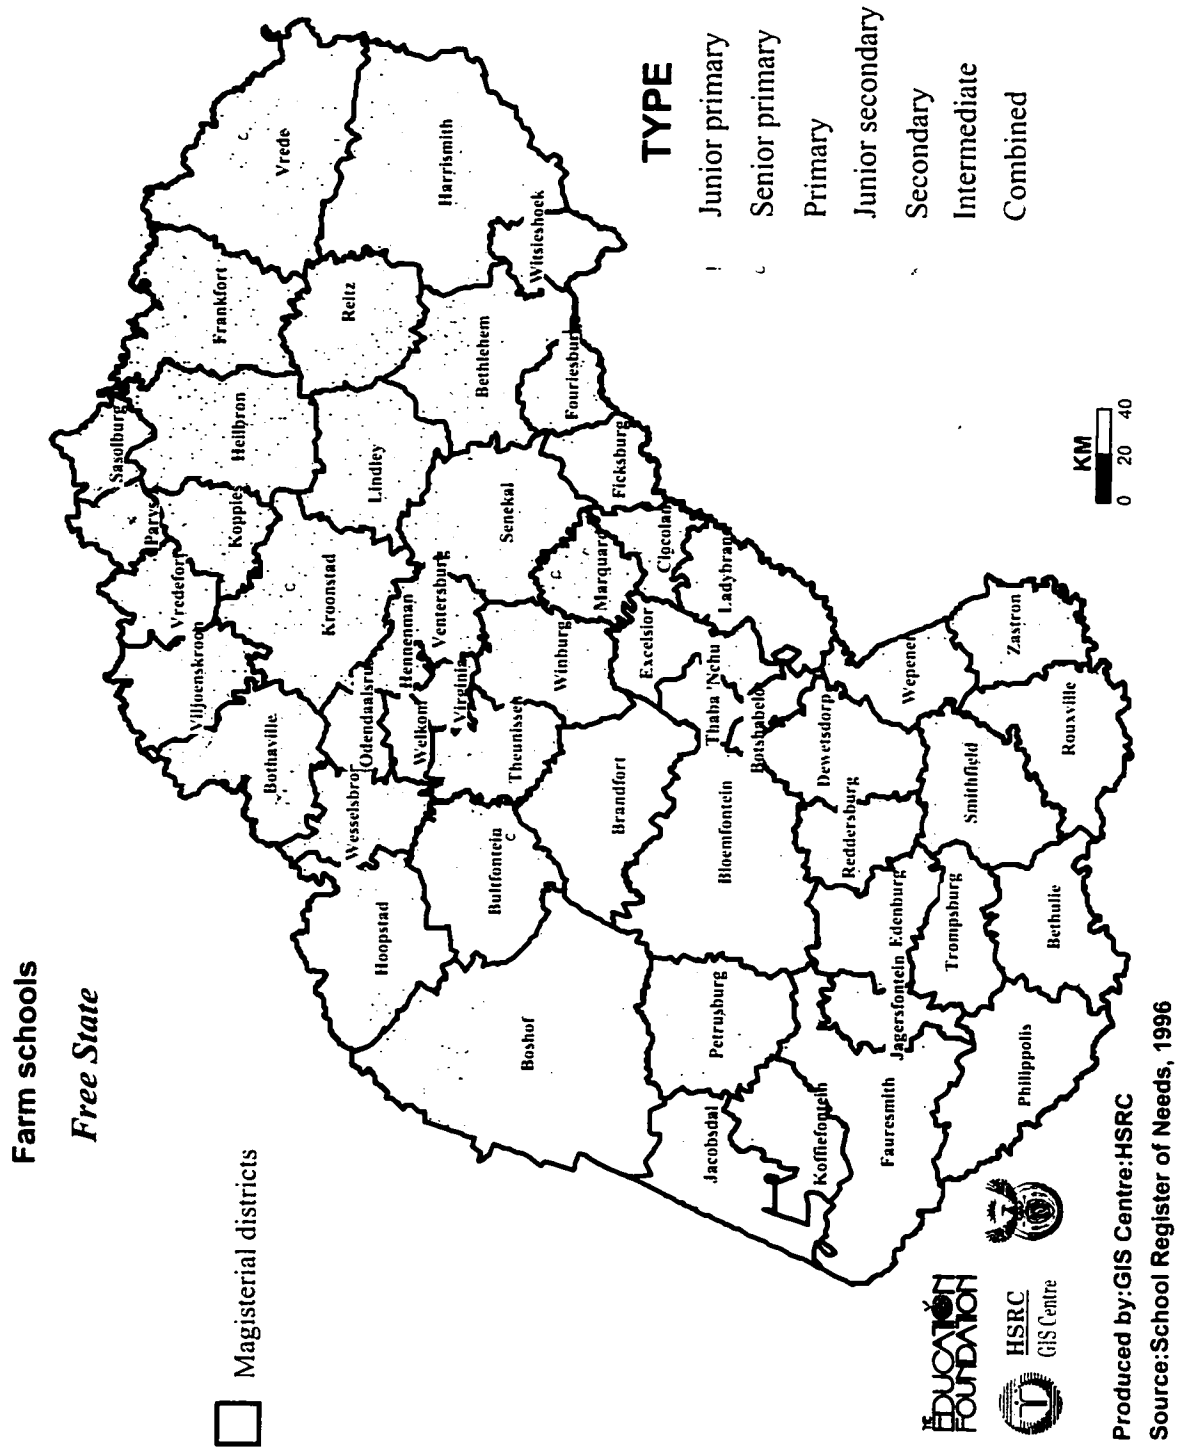 Farm schools
Free State
Magisterial districts
Sasolburg
Parys
Vredefort
Koppies
Heilbron
Frankfort
Vrede
Viljoenskroon
Bothaville
Kroonstad
Lindley
Reitz
Harrismith
Wesselsbron
Odendaalsrus
Hennenman
Ventersburg
Welkom
Virginia
Senekal
Bethlehem
Witsieshoek
Hoopstad
Bultfontein
Theunissen
Winburg
Marquard
Ficksburg
Fouriesburg
Clocolan
Excelsior
Ladybrand
Boshof
Brandfort
Bloemfontein
Thaba 'Nchu
Botshabelo
Dewetsdorp
Wepener
Zastron
Rouxville
Smithfield
Reddersburg
Edenburg
Trompsburg
Bethulie
Petrusburg
Jacobsdal
Koffiefontein
Fauresmith
Jagersfontein
Philippolis
TYPE
Junior primary
Senior primary
Primary
Junior secondary
Secondary
Intermediate
Combined
KM
0 20 40
THE EDUCATION
FOUNDATION
HSRC
GIS Centre
Produced by:GIS Centre:HSRC
Source:School Register of Needs, 1996